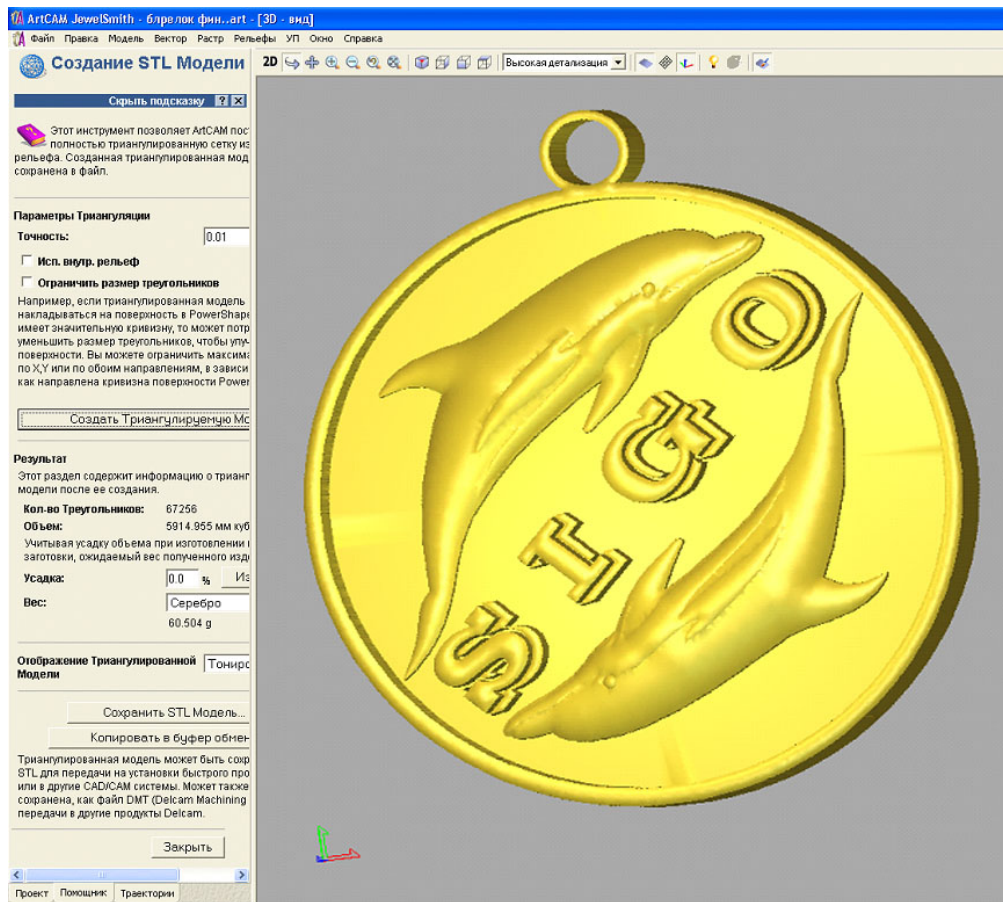 ArtCAM JewelSmith - блрелок фин..art - [3D - вид]
Файл Правка Модель Вектор Растр Рельефы УП Окно Справка
Создание STL Модели
2D
Высокая детализация
Скрыть подсказку ? X
Этот инструмент позволяет ArtCAM пос
полностью триангулированную сетку из
рельефа. Созданная триангулированная мод
сохранена в файл.
Параметры Триангуляции
Точность: 0.01
Исп. внутр. рельеф
Ограничить размер треугольников
Например, если триангулированная модель
накладываться на поверхность в PowerShape
имеет значительную кривизну, то может потр
уменьшить размер треугольников, чтобы улу
поверхности. Вы можете ограничить максима
по X,Y или по обоим направлениям, в зависи
как направлена кривизна поверхности Power
Создать Триангулируемую Мо
Результат
Этот раздел содержит информацию о трианг
модели после ее создания.
Кол-во Треугольников: 67256
Объем: 5914.955 мм куб
Учитывая усадку объема при изготовлении
заготовки, ожидаемый вес полученного изд
Усадка: 0.0 % Из
Вес: Серебро
60.504 g
Отображение Триангулированной
Модели
Тониро
Сохранить STL Модель...
Копировать в буфер обмен
Триангулированная модель может быть сохр
STL для передачи на установки быстрого про
или в другие CAD/CAM системы. Может также
сохранена, как файл DMT (Delcam Machining
передачи в другие продукты Delcam.
Закрыть
Проект Помощник Траектории
SIGO